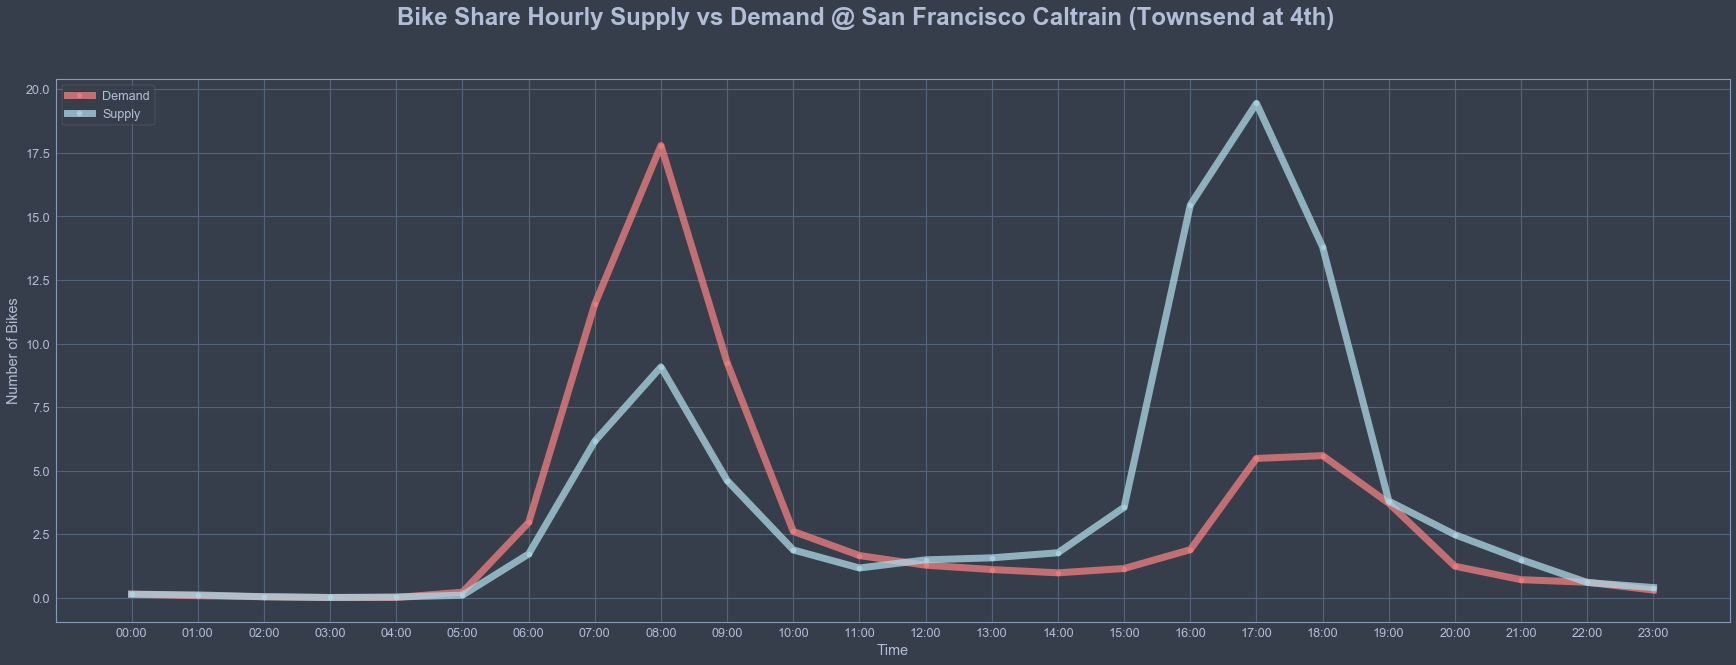 Bike Share Hourly Supply vs Demand @ San Francisco Caltrain (Townsend at 4th)
Demand
Supply
20.0
17.5
15.0
12.5
10.0
7.5
5.0
2.5
0.0
Number of Bikes
00:00 01:00 02:00 03:00 04:00 05:00 06:00 07:00 08:00 09:00 10:00 11:00 12:00 13:00 14:00 15:00 16:00 17:00 18:00 19:00 20:00 21:00 22:00 23:00
Time